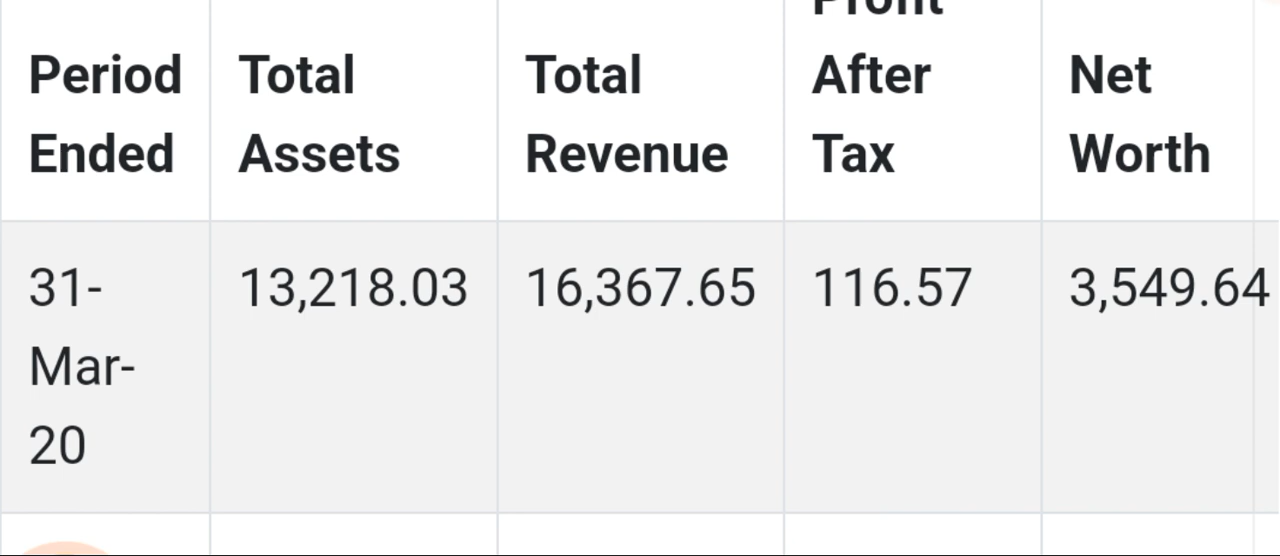 Profit
Period Total Total After Net
Ended Assets Revenue Tax Worth
31- 13,218.03 16,367.65 116.57 3,549.64
Mar-
20